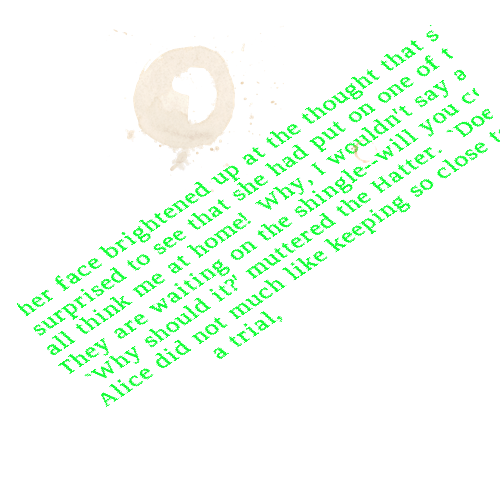 her face brightened up at the thought that s
surprised to see that she had put on one of t
all think me at home! Why, I wouldn't say a
They are waiting on the shingle--will you c
`Why should it?' muttered the Hatter. `Doe
Alice did not much like keeping so close t
a trial,